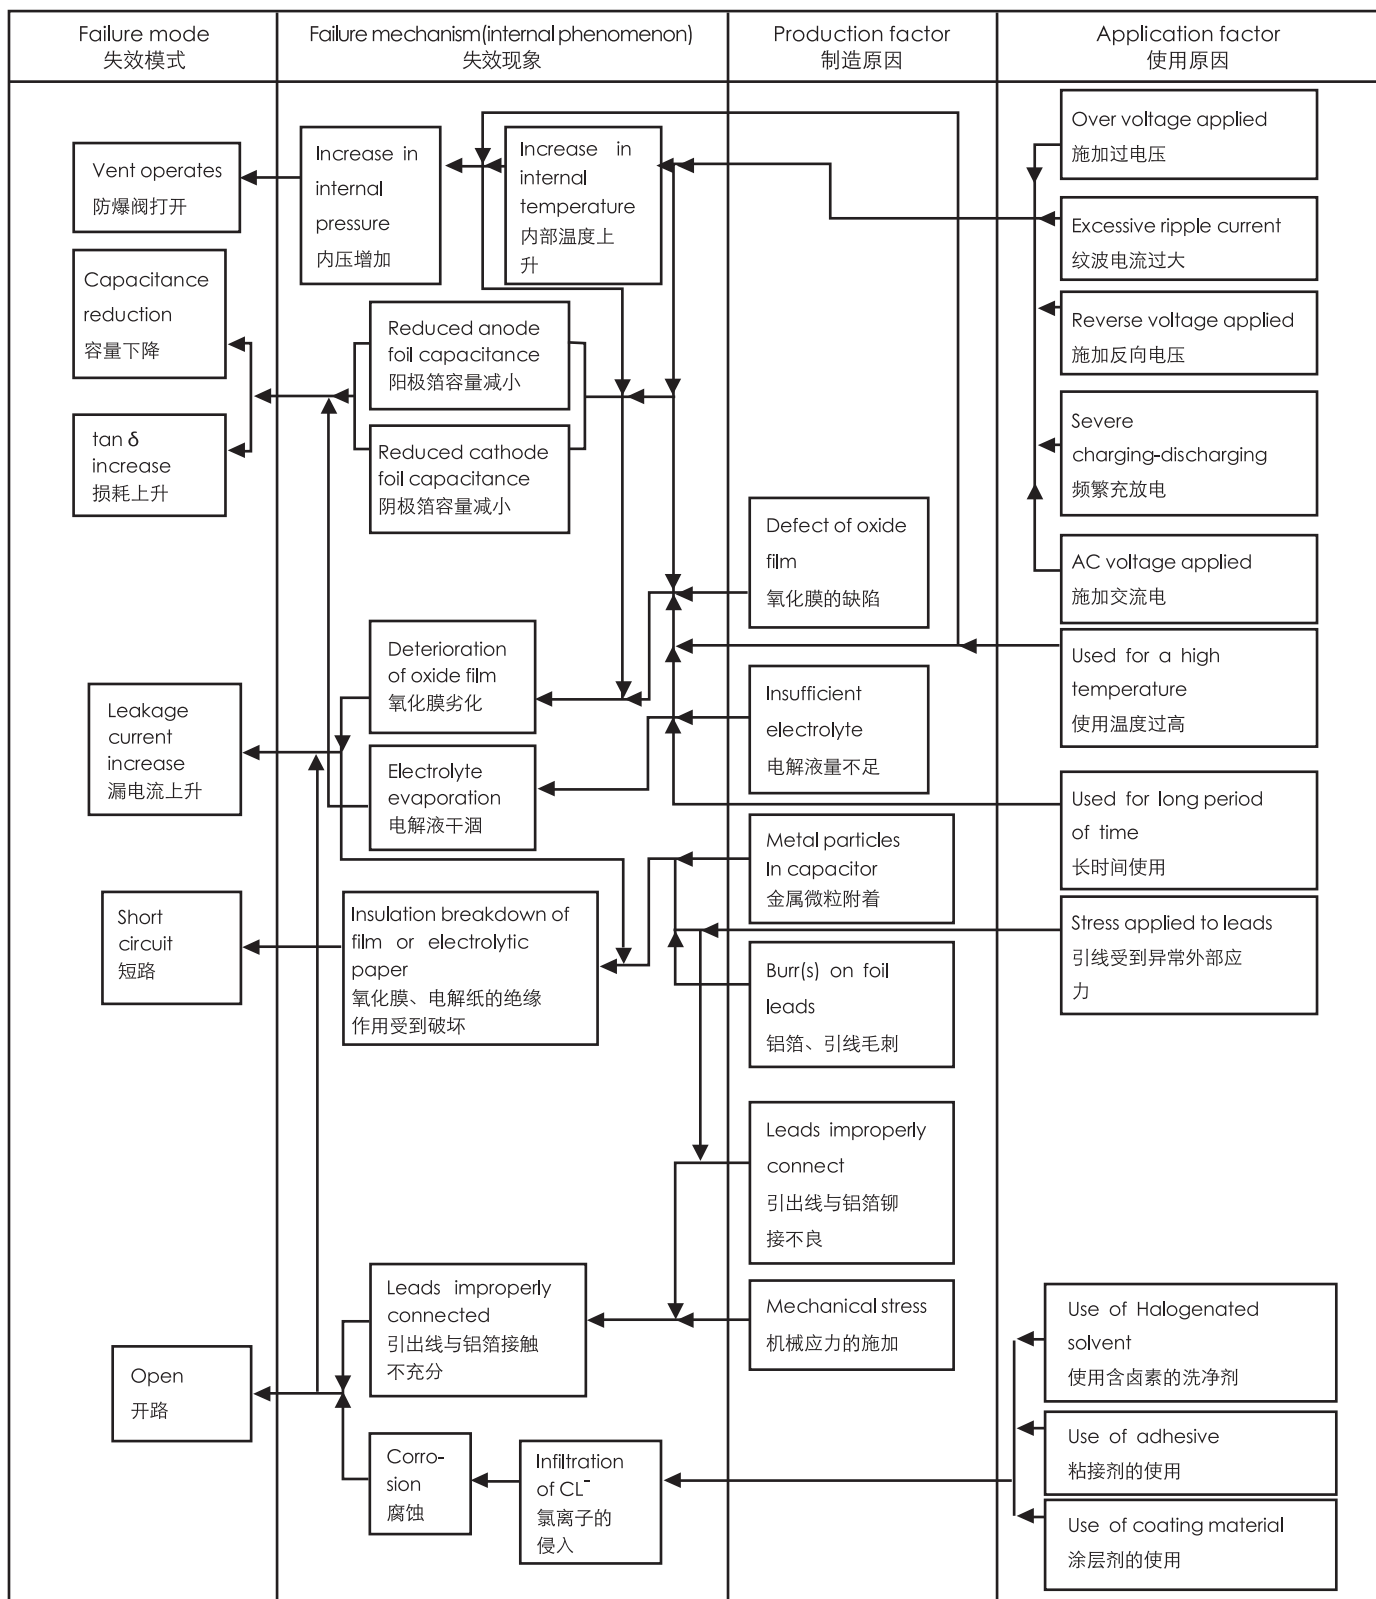 Failure mode
失效模式
Failure mechanism(internal phenomenon)
失效现象
Production factor
制造原因
Application factor
使用原因
Vent operates
防爆阀打开
Capacitance
reduction
容量下降
tan δ
increase
损耗上升
Leakage
current
increase
漏电流上升
Short
circuit
短路
Open
开路
Increase in
internal
pressure
内压增加
Increase in
internal
temperature
内部温度上
升
Reduced anode
foil capacitance
阳极箔容量减小
Reduced cathode
foil capacitance
阴极箔容量减小
Deterioration
of oxide film
氧化膜劣化
Electrolyte
evaporation
电解液干涸
Insulation breakdown of
film or electrolytic
paper
氧化膜、电解纸的绝缘
作用受到破坏
Leads improperly
connected
引出线与铝箔接触
不充分
Corro-
sion
腐蚀
Infiltration
of CL⁻
氯离子的
侵入
Defect of oxide
film
氧化膜的缺陷
Insufficient
electrolyte
电解液量不足
Metal particles
In capacitor
金属微粒附着
Burr(s) on foil
leads
铝箔、引线毛刺
Leads improperly
connect
引出线与铝箔铆
接不良
Mechanical stress
机械应力的施加
Over voltage applied
施加过电压
Excessive ripple current
纹波电流过大
Reverse voltage applied
施加反向电压
Severe
charging-discharging
频繁充放电
AC voltage applied
施加交流电
Used for a high
temperature
使用温度过高
Used for long period
of time
长时间使用
Stress applied to leads
引线受到异常外部应
力
Use of Halogenated
solvent
使用含卤素的洗净剂
Use of adhesive
粘接剂的使用
Use of coating material
涂层剂的使用